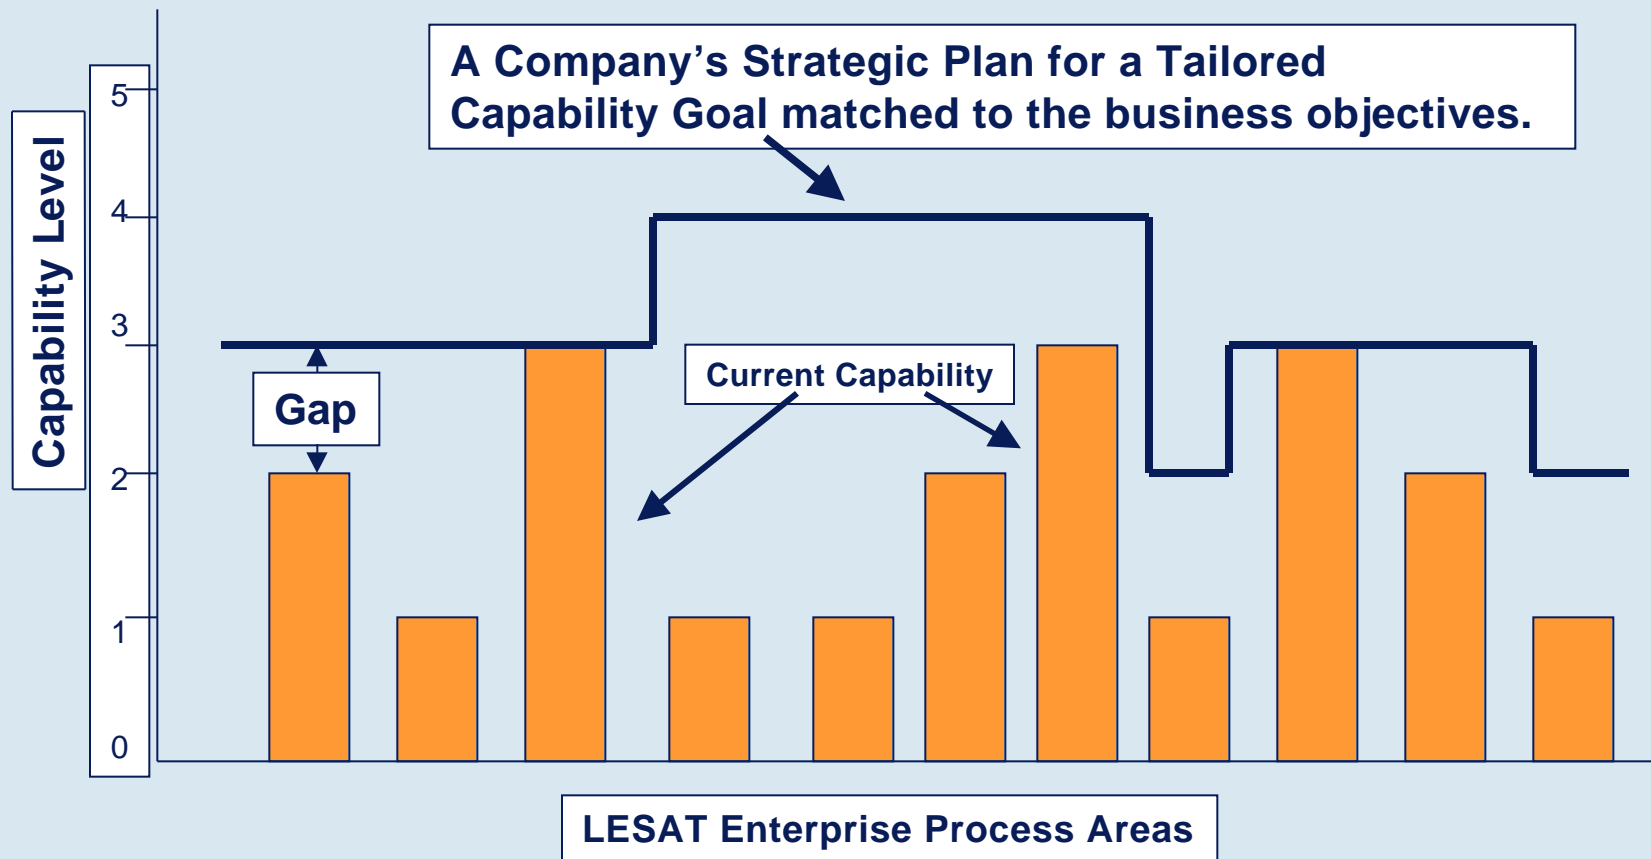 A Company’s Strategic Plan for a Tailored
Capability Goal matched to the business objectives.
Capability Level
5
4
3
2
1
0
Gap
Current Capability
LESAT Enterprise Process Areas